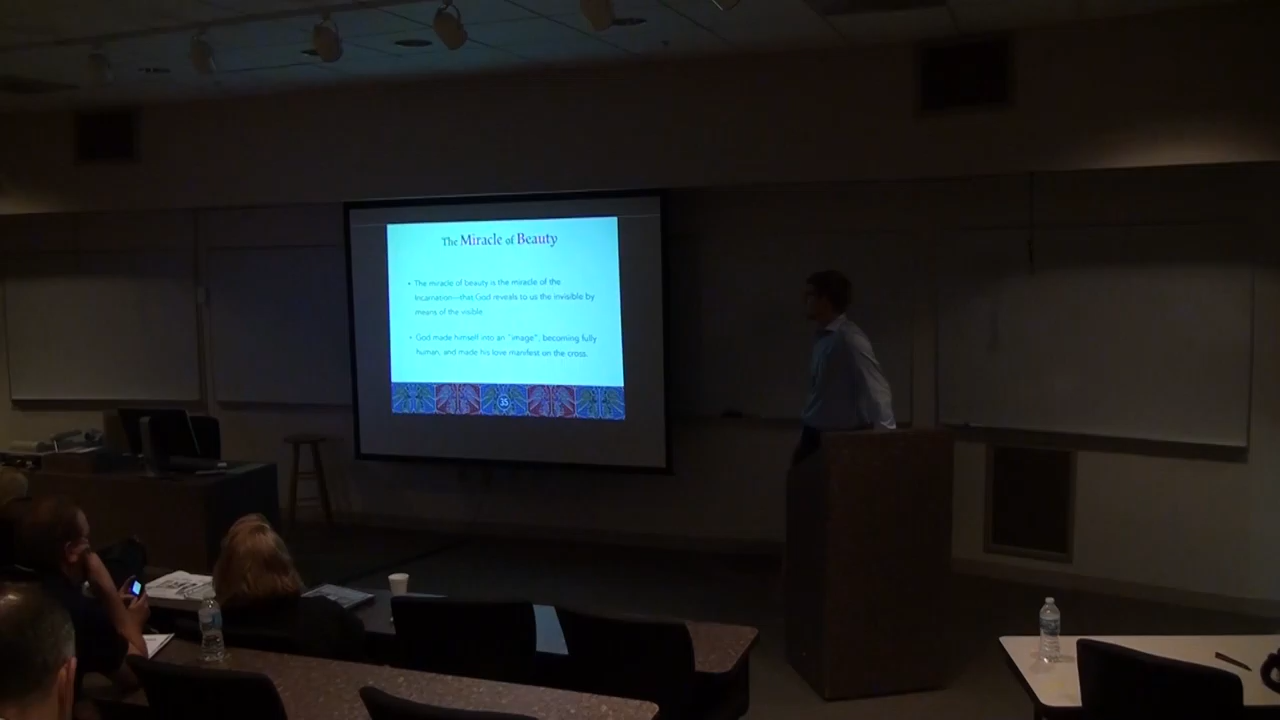 The Miracle of Beauty
• The miracle of beauty is the miracle of the
Incarnation—that God reveals to us the invisible by
means of the visible.
• God made himself into an "image", becoming fully
human, and made his love manifest on the cross.
35